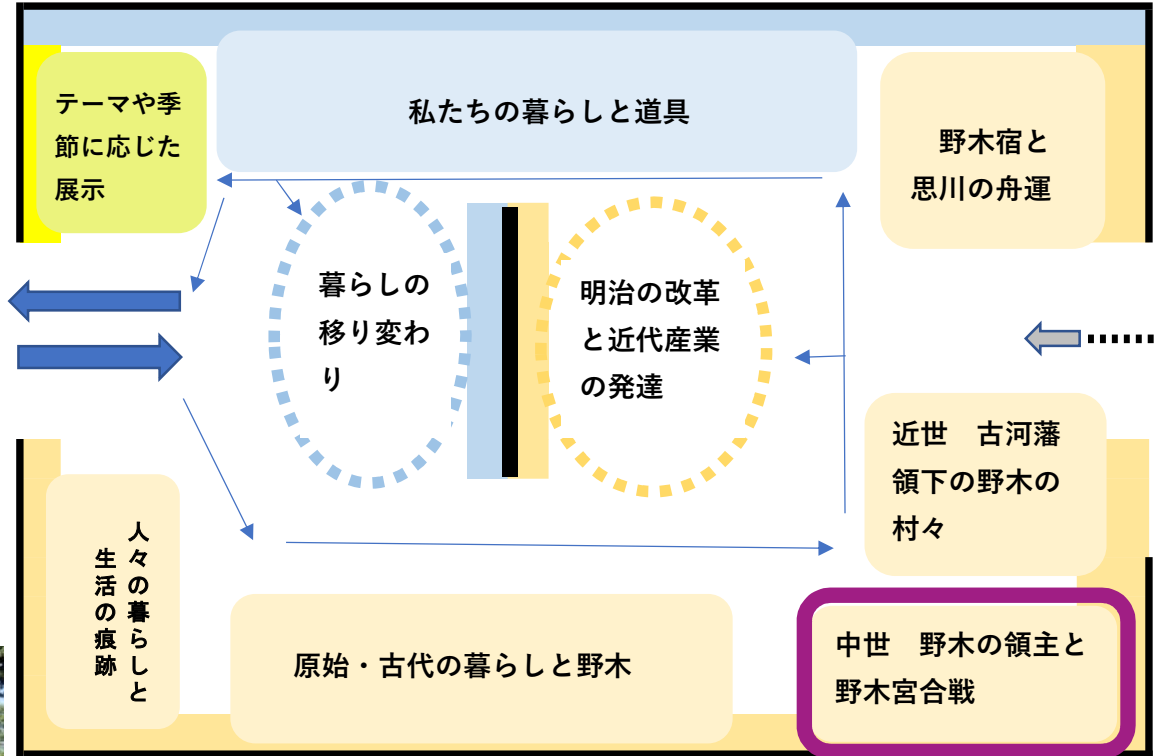 テーマや季
節に応じた
展示
私たちの暮らしと道具
野木宿と
思川の舟運
暮らしの
移り変わ
り
明治の改革
と近代産業
の発達
近世　古河藩
領下の野木の
村々
人々の暮らしと
生活の痕跡
原始・古代の暮らしと野木
中世　野木の領主と
野木宮合戦